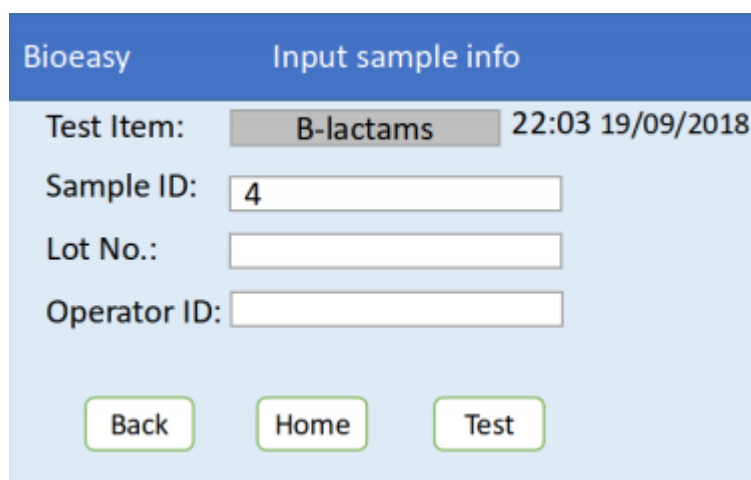 Bioeasy Input sample info
Test Item: B-lactams 22:03 19/09/2018
Sample ID: 4
Lot No.:
Operator ID:
Back Home Test